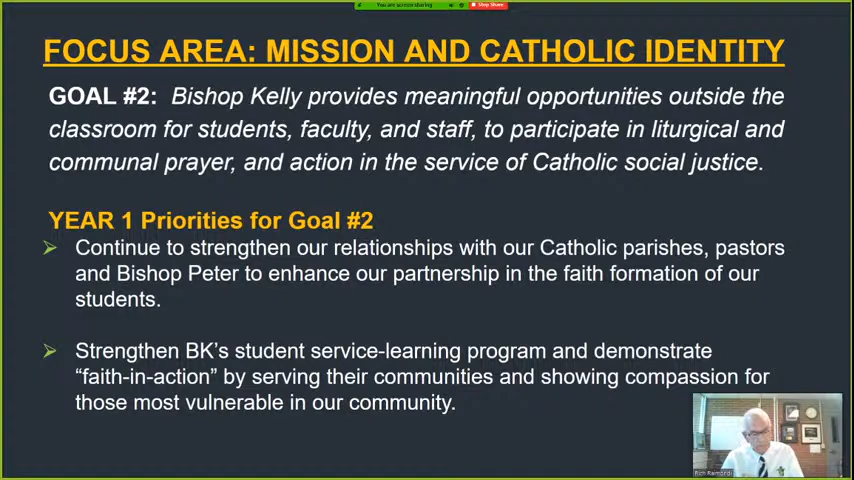 You are screen sharing
Stop Share
FOCUS AREA: MISSION AND CATHOLIC IDENTITY
GOAL #2: Bishop Kelly provides meaningful opportunities outside the
classroom for students, faculty, and staff, to participate in liturgical and
communal prayer, and action in the service of Catholic social justice.
YEAR 1 Priorities for Goal #2
Continue to strengthen our relationships with our Catholic parishes, pastors
and Bishop Peter to enhance our partnership in the faith formation of our
students.
Strengthen BK's student service-learning program and demonstrate
“faith-in-action” by serving their communities and showing compassion for
those most vulnerable in our community.
Rich Raimondi